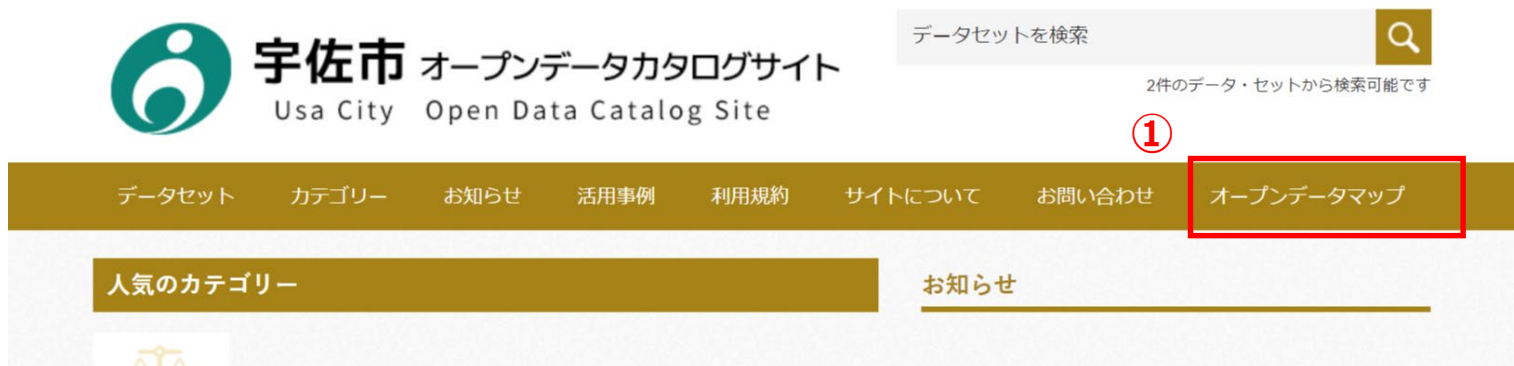 宇佐市 オープンデータカタログサイト
Usa City Open Data Catalog Site
データセットを検索
2件のデータ・セットから検索可能です
①
データセット カテゴリー お知らせ 活用事例 利用規約 サイトについて お問い合わせ オープンデータマップ
人気のカテゴリー
お知らせ